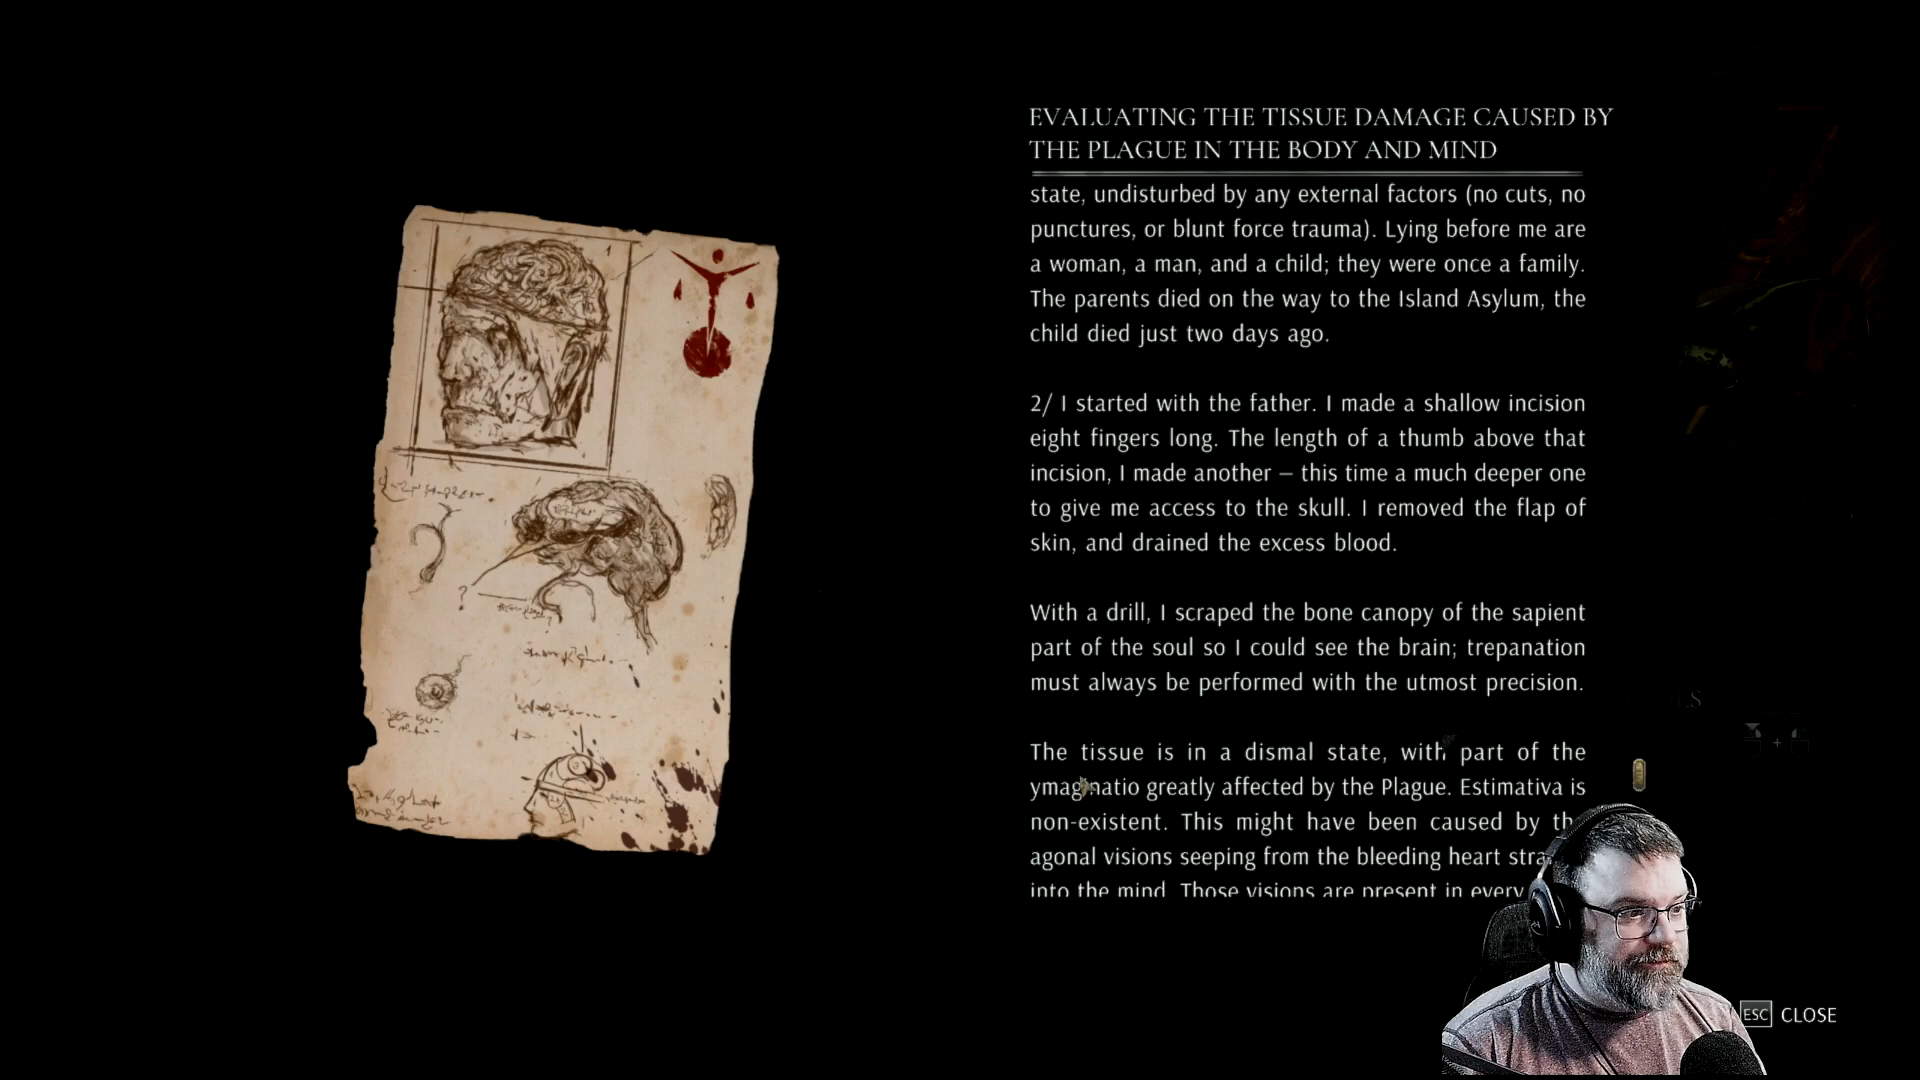 EVALUATING THE TISSUE DAMAGE CAUSED BY
THE PLAGUE IN THE BODY AND MIND
state, undisturbed by any external factors (no cuts, no
punctures, or blunt force trauma). Lying before me are
a woman, a man, and a child; they were once a family.
The parents died on the way to the Island Asylum, the
child died just two days ago.
2/ I started with the father. I made a shallow incision
eight fingers long. The length of a thumb above that
incision, I made another – this time a much deeper one
to give me access to the skull. I removed the flap of
skin, and drained the excess blood.
With a drill, I scraped the bone canopy of the sapient
part of the soul so I could see the brain; trepanation
must always be performed with the utmost precision.
The tissue is in a dismal state, with part of the
ymaginatio greatly affected by the Plague. Estimativa is
non-existent. This might have been caused by
agonal visions seeping from the bleeding heart
into the mind. Those visions are present in every
ESC CLOSE